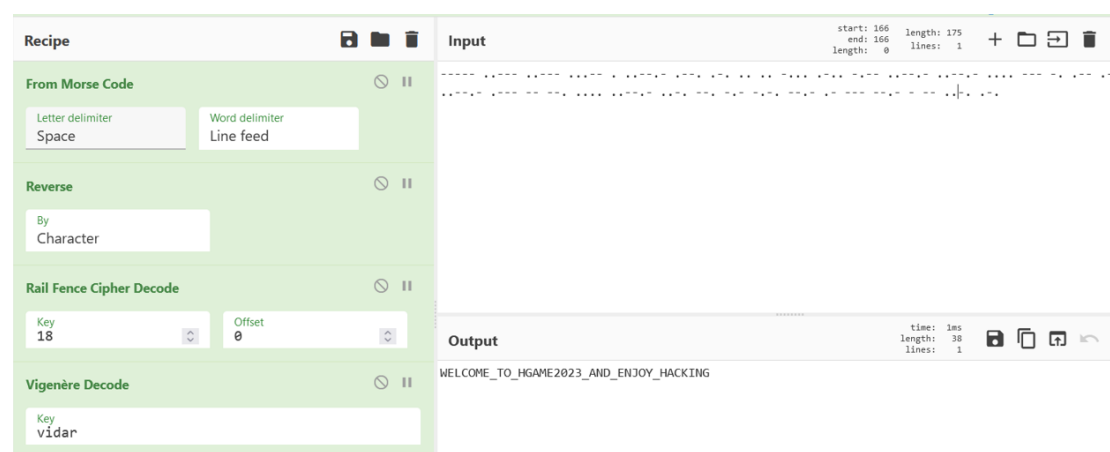 Recipe
From Morse Code
Letter delimiter
Space
Word delimiter
Line feed
Reverse
By
Character
Rail Fence Cipher Decode
Key
18
Offset
0
Vigenère Decode
Key
vidar
Input
start: 166
end: 166
length: 0
length: 175
lines: 1
----- ..--- ..--- ...-- . ..--.- .--. .-. .. .. -... .-.. -.-- ..--.- ..--.- .... --- -. .-- .
..--.- .--- -- --. .... ..--.- .-. --. -.- -.-. --.- .- --- --.- - -- ..-. .-.
Output
time: 1ms
length: 38
lines: 1
WELCOME_TO_HGAME2023_AND_ENJOY_HACKING